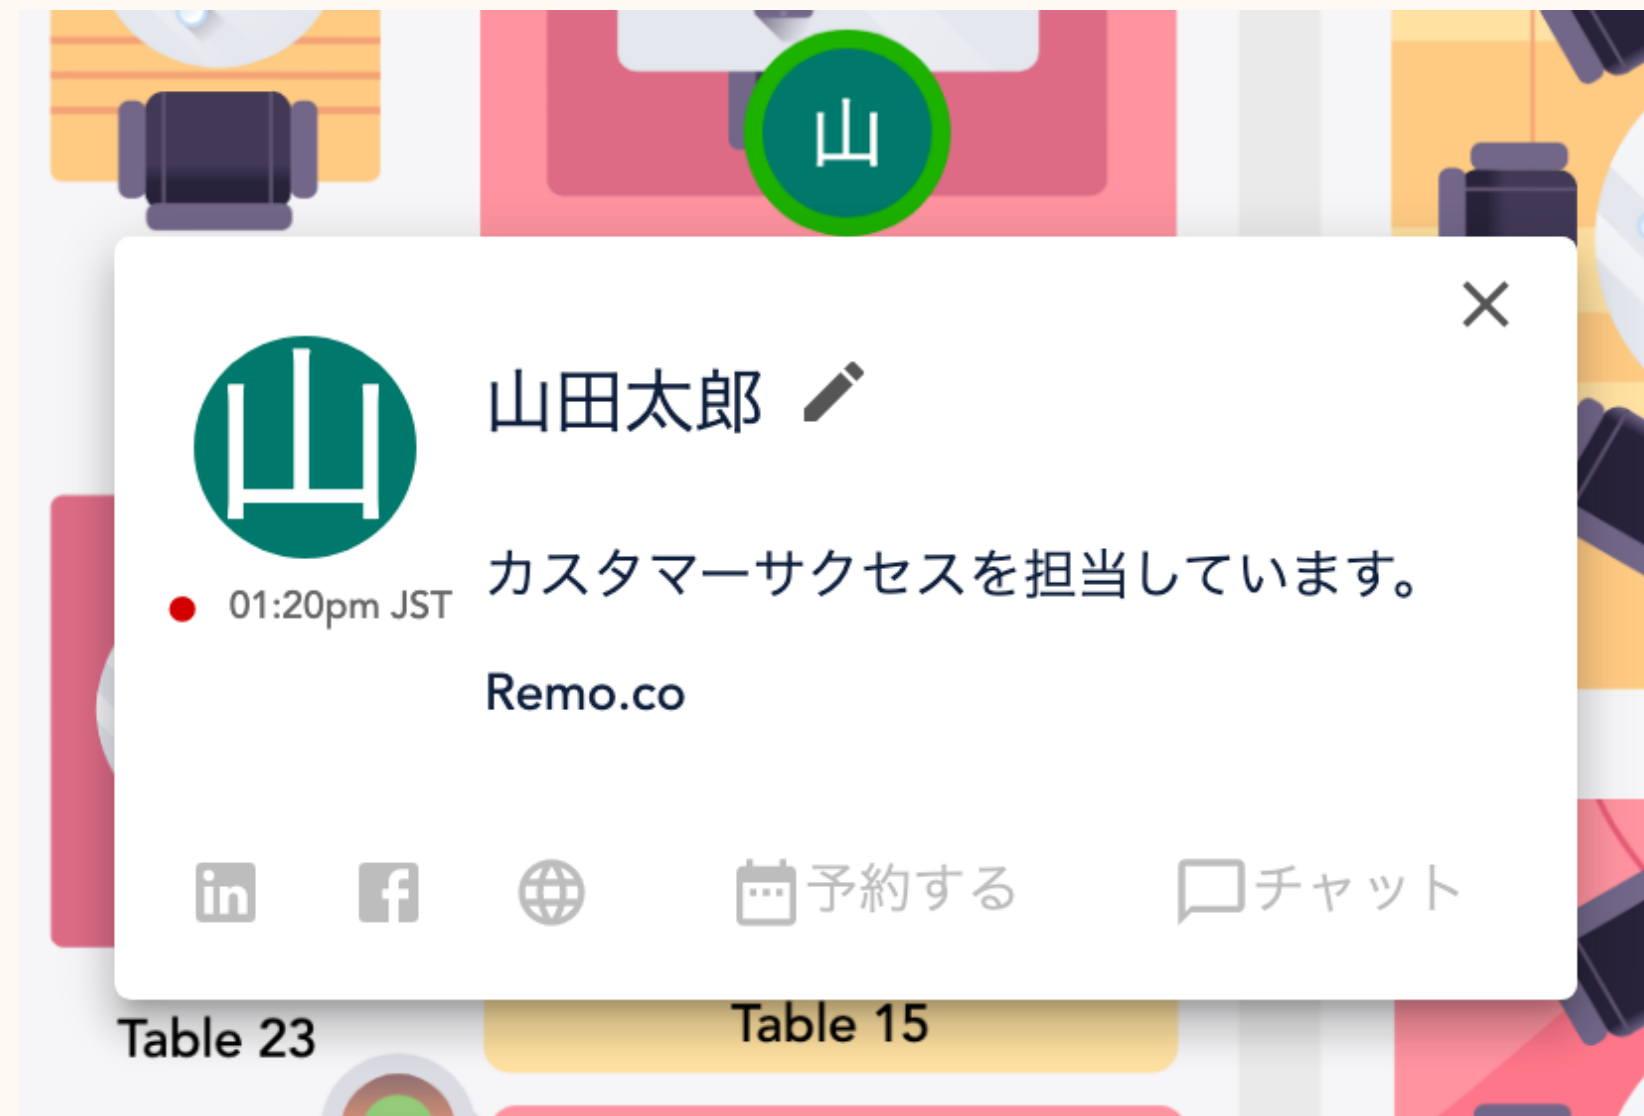 山
山
山田太郎
カスタマーサクセスを担当しています。
01:20pm JST
Remo.co
in
f
予約する
チャット
Table 23
Table 15